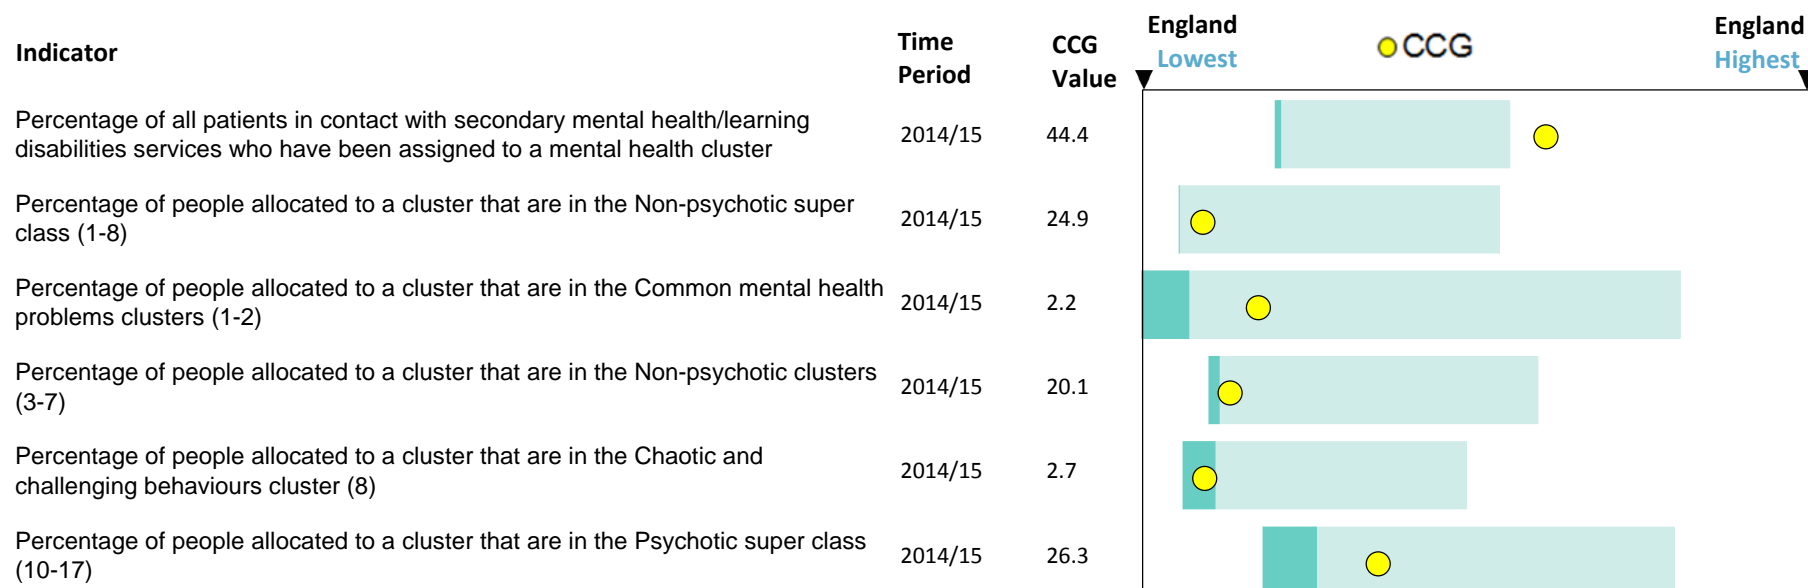 Indicator
Time Period
CCG Value
England Lowest
CCG
England Highest
Percentage of all patients in contact with secondary mental health/learning
disabilities services who have been assigned to a mental health cluster
2014/15
44.4
Percentage of people allocated to a cluster that are in the Non-psychotic super
class (1-8)
2014/15
24.9
Percentage of people allocated to a cluster that are in the Common mental health
problems clusters (1-2)
2014/15
2.2
Percentage of people allocated to a cluster that are in the Non-psychotic clusters
(3-7)
2014/15
20.1
Percentage of people allocated to a cluster that are in the Chaotic and
challenging behaviours cluster (8)
2014/15
2.7
Percentage of people allocated to a cluster that are in the Psychotic super class
(10-17)
2014/15
26.3